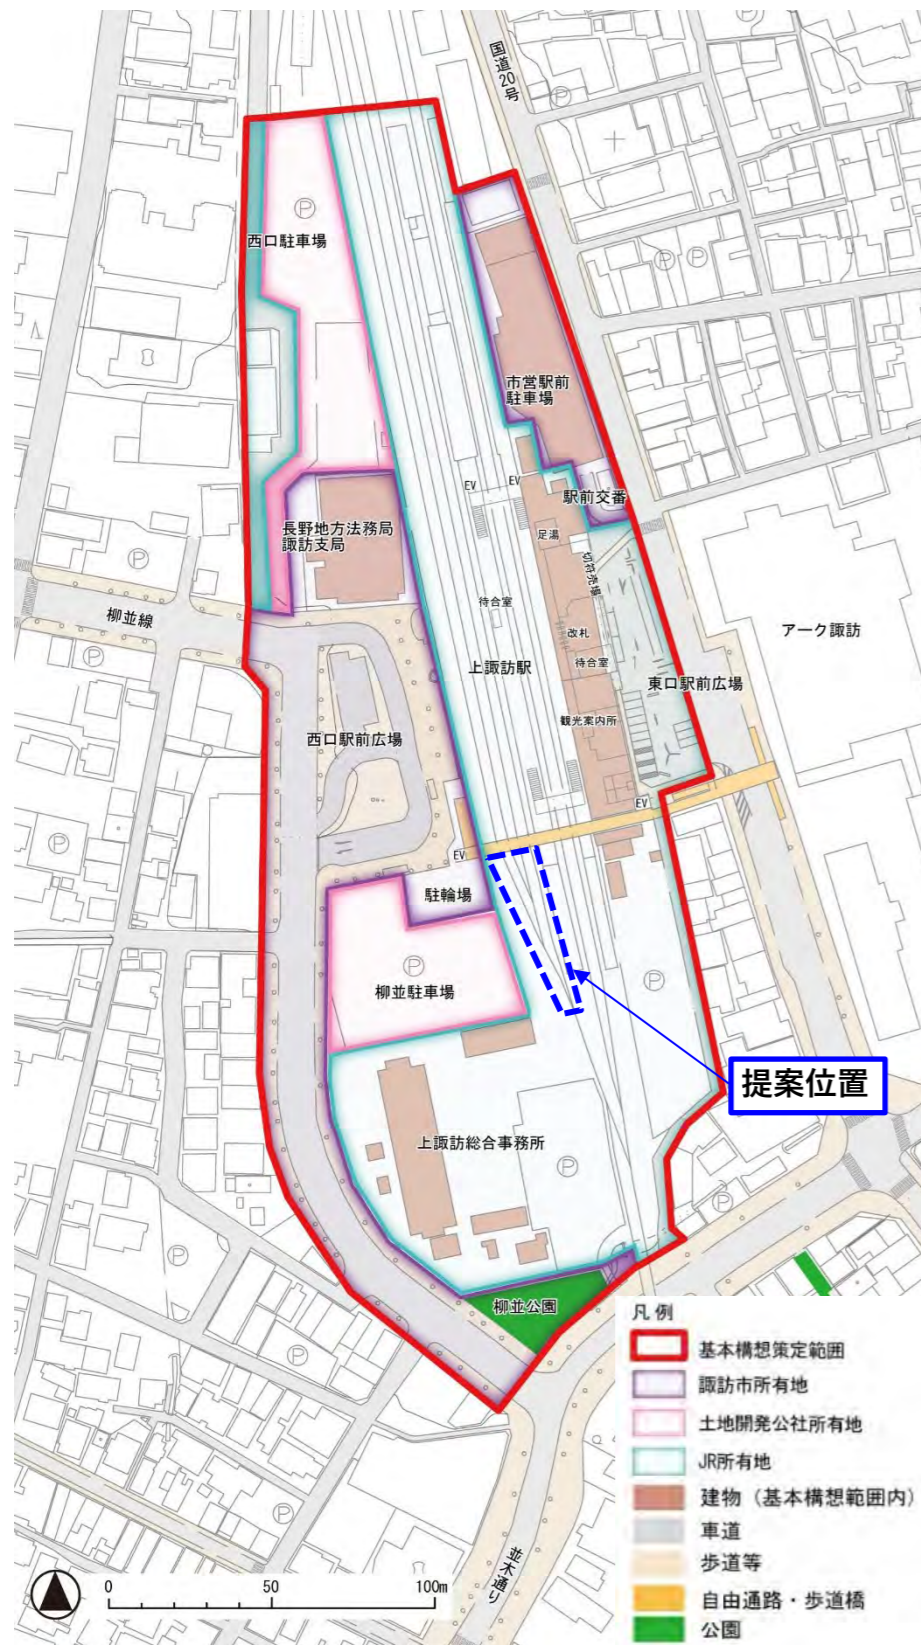 国道20号
Ⓟ
Ⓟ
西口駐車場
Ⓟ
Ⓟ
市営駅前
駐車場
EV
EV
駅前交番
長野地方法務局
諏訪支局
足湯
切符売場
Ⓟ
待合室
柳並線
改札
アーク諏訪
Ⓟ
上諏訪駅
待合室
東口駅前広場
観光案内所
西口駅前広場
EV
Ⓟ
EV
駐輪場
Ⓟ
Ⓟ
柳並駐車場
提案位置
上諏訪総合事務所
Ⓟ
Ⓟ
Ⓟ
柳並公園
凡例
基本構想策定範囲
諏訪市所有地
土地開発公社所有地
JR所有地
建物（基本構想範囲内）
車道
歩道等
自由通路・歩道橋
公園
Ⓟ
並木通り
0 50 100m